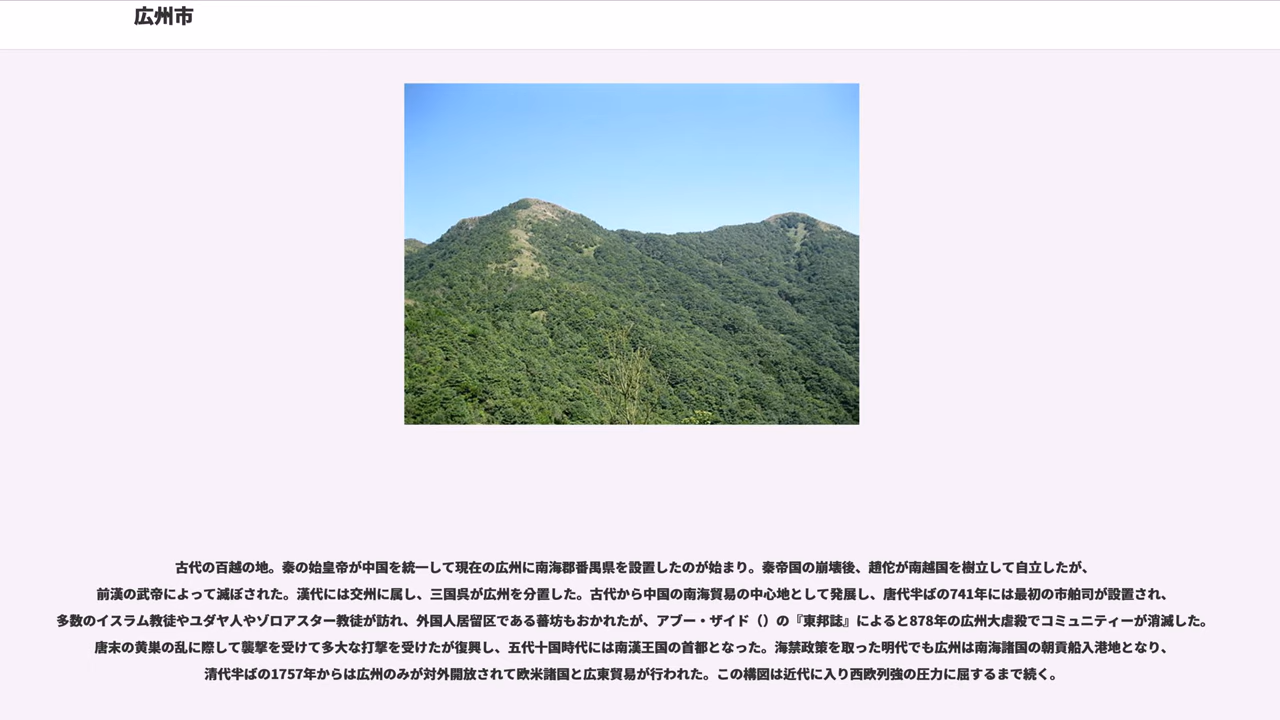 広州市
古代の百越の地。秦の始皇帝が中国を統一して現在の広州に南海郡番禺県を設置したのが始まり。秦帝国の崩壊後、趙佗が南越国を樹立して自立したが、
前漢の武帝によって滅ぼされた。漢代には交州に属し、三国呉が広州を分置した。古代から中国の南海貿易の中心地として発展し、唐代半ばの741年には最初の市舶司が設置され、
多数のイスラム教徒やユダヤ人やゾロアスター教徒が訪れ、外国人居留区である蕃坊もおかれたが、アブー・ザイド（）の『東邦誌』によると878年の広州大虐殺でコミュニティーが消滅した。
唐末の黄巣の乱に際して襲撃を受けて多大な打撃を受けたが復興し、五代十国時代には南漢王国の首都となった。海禁政策を取った明代でも広州は南海諸国の朝貢船入港地となり、
清代半ばの1757年からは広州のみが対外開放されて欧米諸国と広東貿易が行われた。この構図は近代に入り西欧列強の圧力に屈するまで続く。